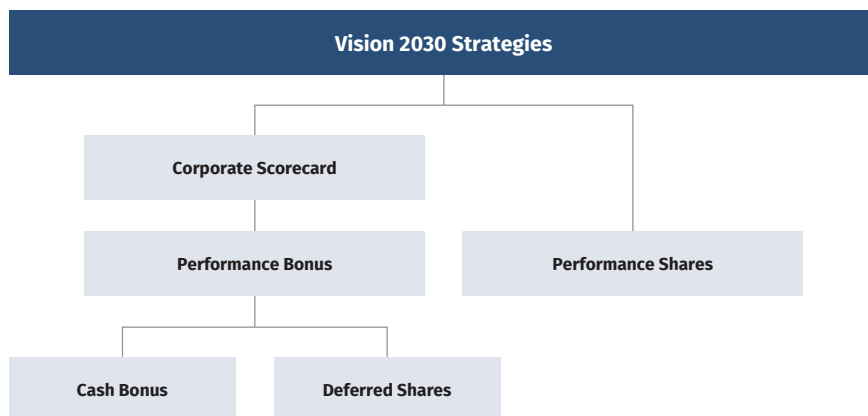 Vision 2030 Strategies
Corporate Scorecard
Performance Bonus
Performance Shares
Cash Bonus
Deferred Shares